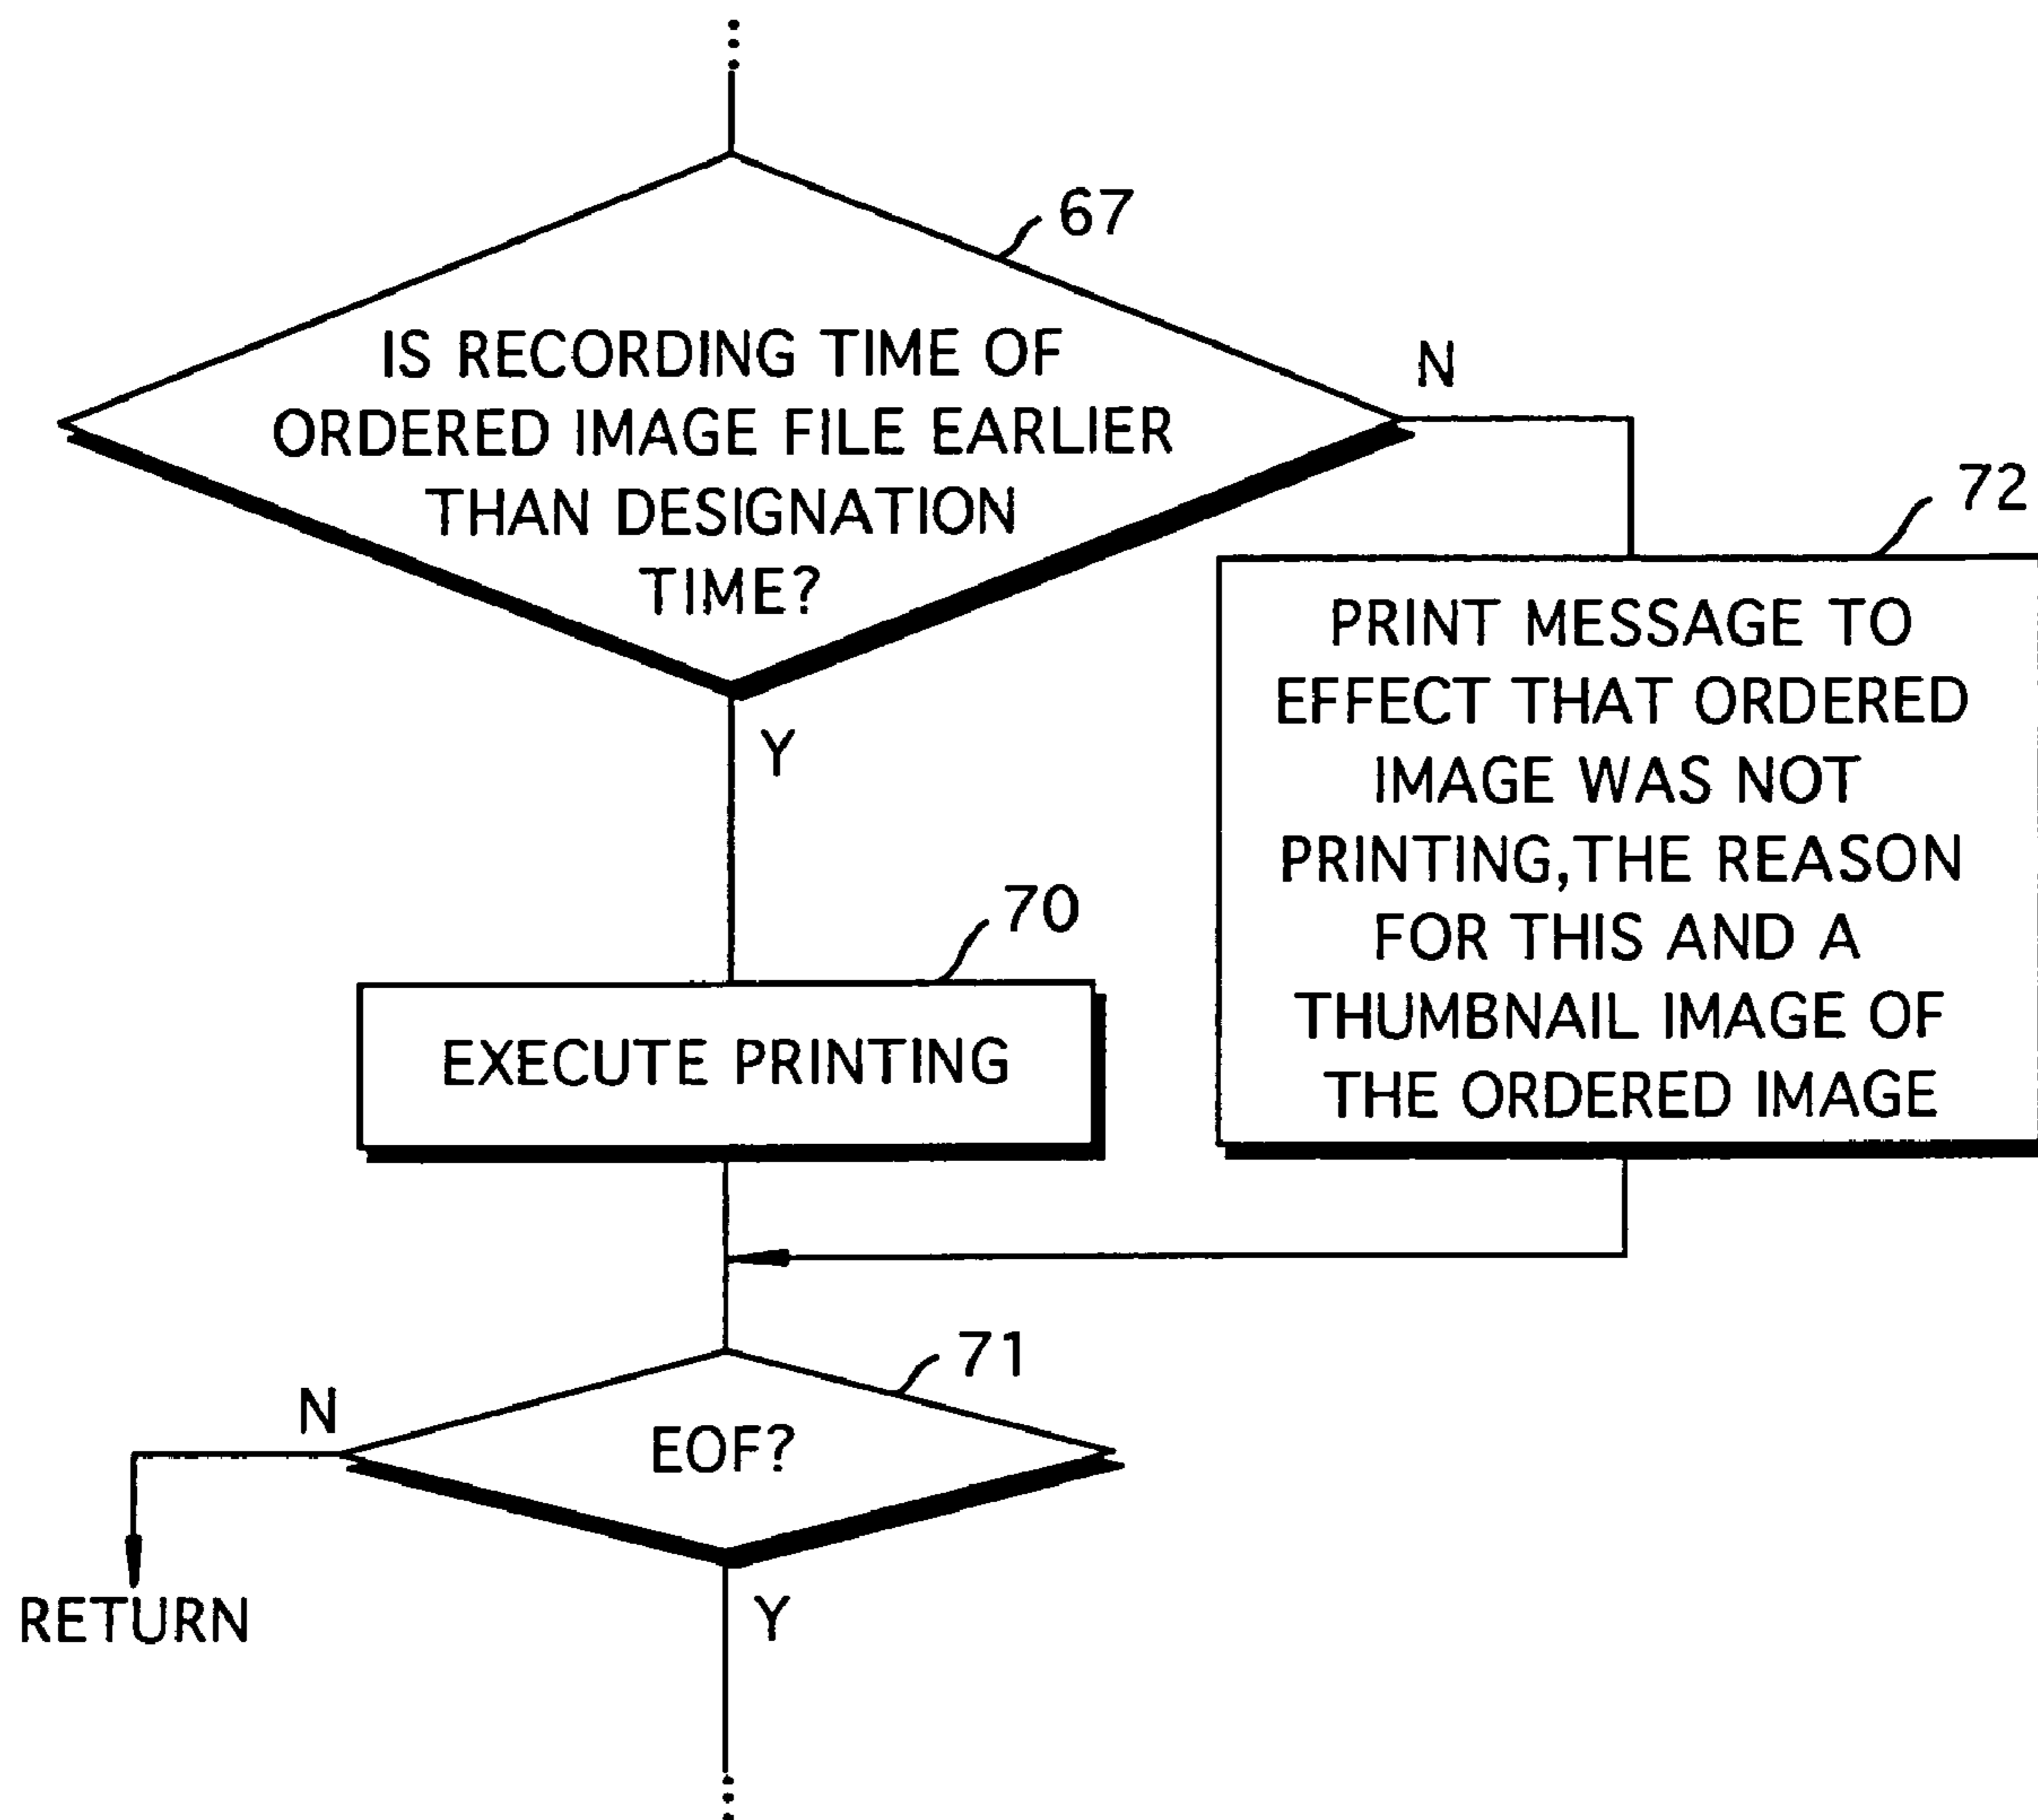 67
IS RECORDING TIME OF
ORDERED IMAGE FILE EARLIER
THAN DESIGNATION
TIME?
N
72
PRINT MESSAGE TO
EFFECT THAT ORDERED
IMAGE WAS NOT
PRINTING,THE REASON
FOR THIS AND A
THUMBNAIL IMAGE OF
THE ORDERED IMAGE
Y
70
EXECUTE PRINTING
71
N
EOF?
RETURN
Y